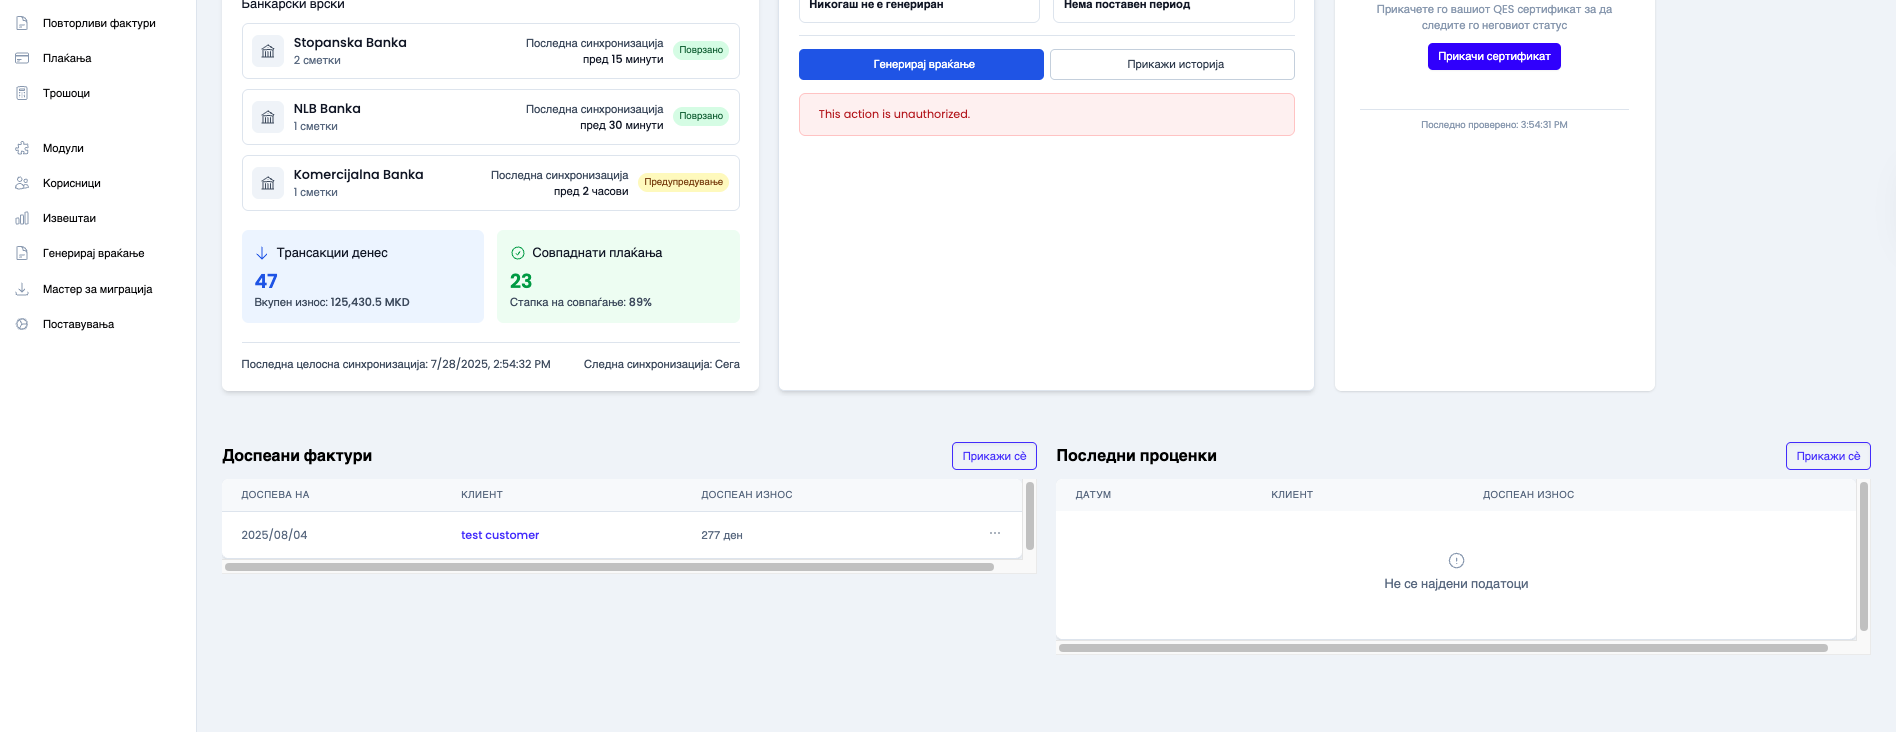 Повторливи фактури
Плаќања
Трошоци
Модули
Корисници
Извештаи
Генерирај враќање
Мастер за миграција
Поставувања
Банкарски врски
Stopanska Banka
2 сметки
Последна синхронизација
пред 15 минути
Поврзано
NLB Banka
1 сметки
Последна синхронизација
пред 30 минути
Поврзано
Komercijalna Banka
1 сметки
Последна синхронизација
пред 2 часови
Предупредување
Трансакции денес
47
Вкупен износ: 125,430.5 MKD
Совпаднати плаќања
23
Стапка на совпаѓање: 89%
Последна целосна синхронизација: 7/28/2025, 2:54:32 PM
Следна синхронизација: Сега
Никогаш не е генериран
Нема поставен период
Генерирај враќање
Прикажи историја
This action is unauthorized.
Прикачете го вашиот QES сертификат за да
следите го неговиот статус
Прикачи сертификат
Последно проверено: 3:54:31 PM
Доспеани фактури
Прикажи сѐ
ДОСПЕВА НА КЛИЕНТ ДОСПЕАН ИЗНОС
2025/08/04 test customer 277 ден ...
Последни проценки
Прикажи сѐ
ДАТУМ КЛИЕНТ ДОСПЕАН ИЗНОС
Не се најдени податоци